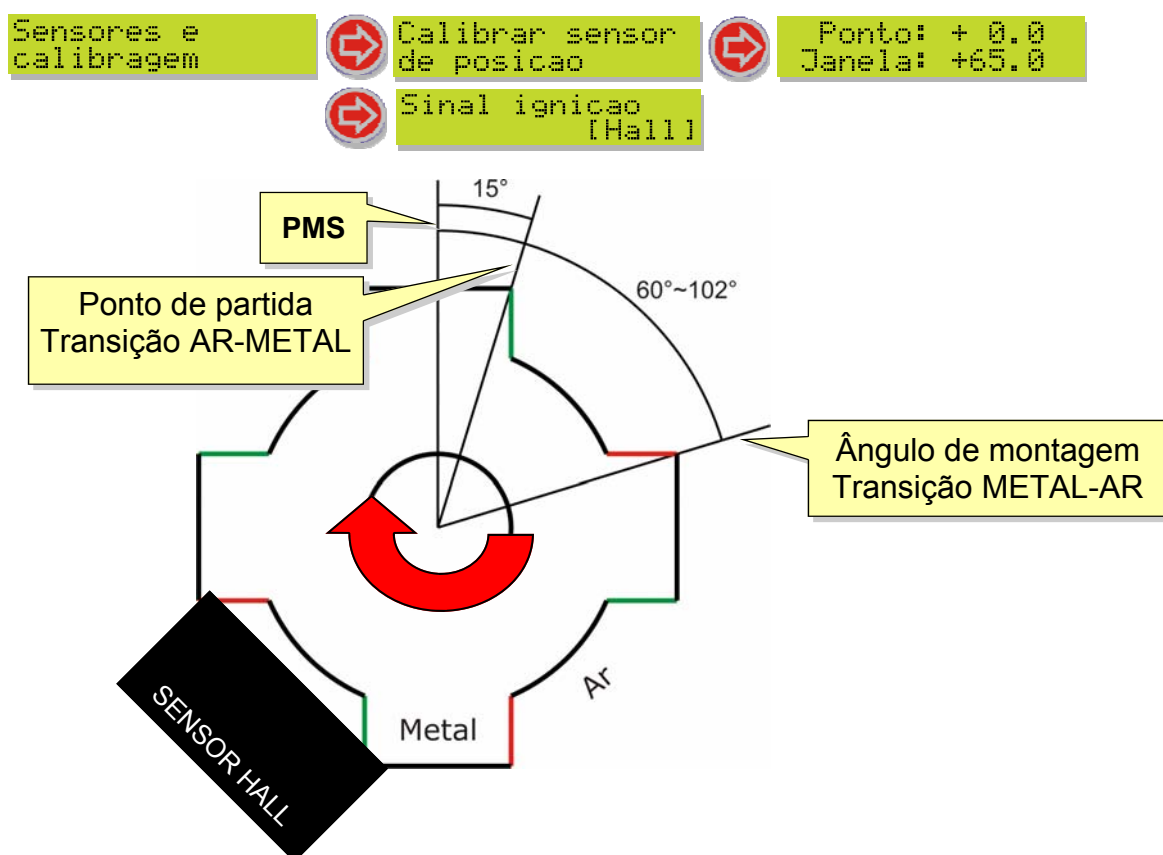 Sensores e
calibragem
Calibrar sensor
de posicao
Ponto: + 0.0
Janela: +65.0
Sinal ignicao
[Hall]
15°
PMS
Ponto de partida
Transição AR-METAL
60°~102°
Ângulo de montagem
Transição METAL-AR
Ar
Metal
SENSOR HALL